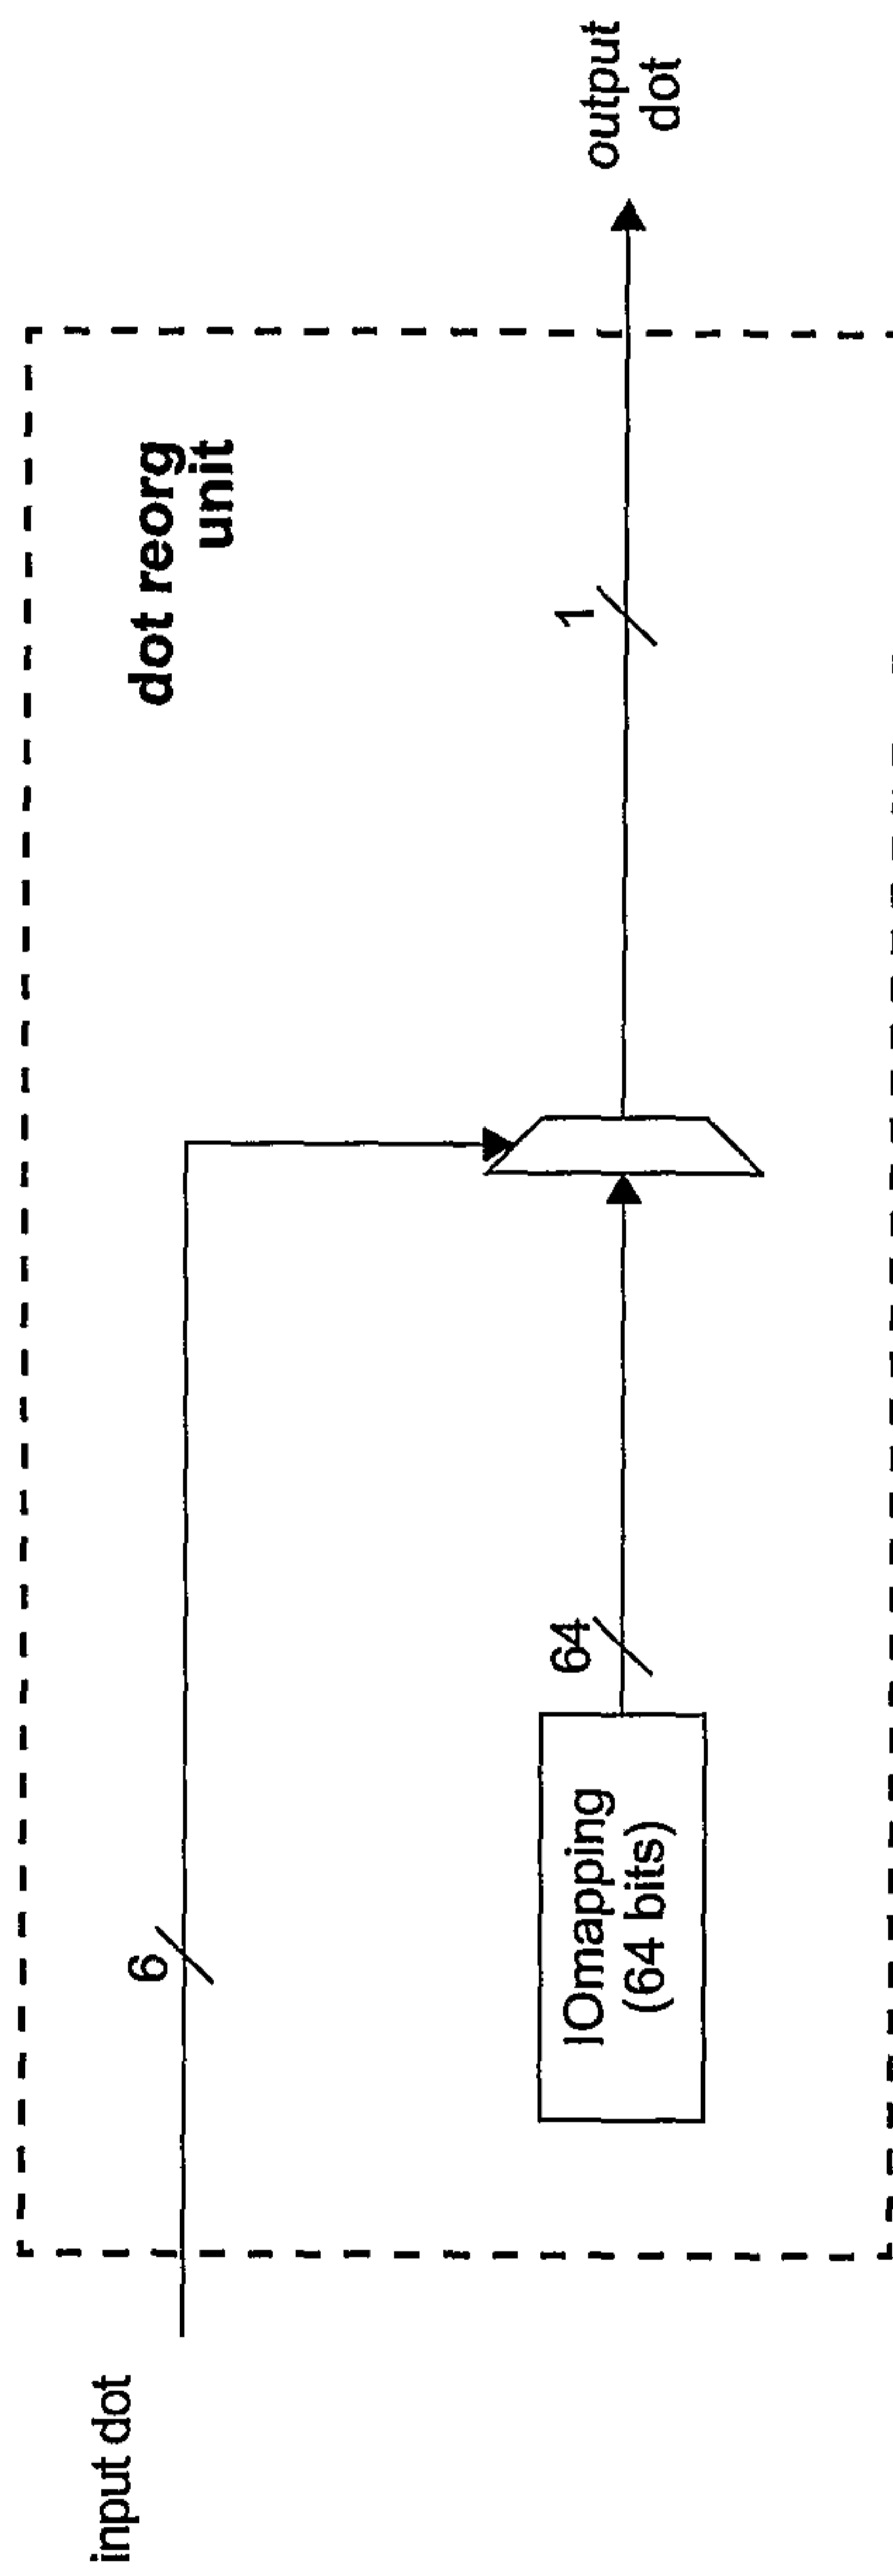 input dot
6
dot reorg
unit
IOmapping
(64 bits)
64
1
output
dot